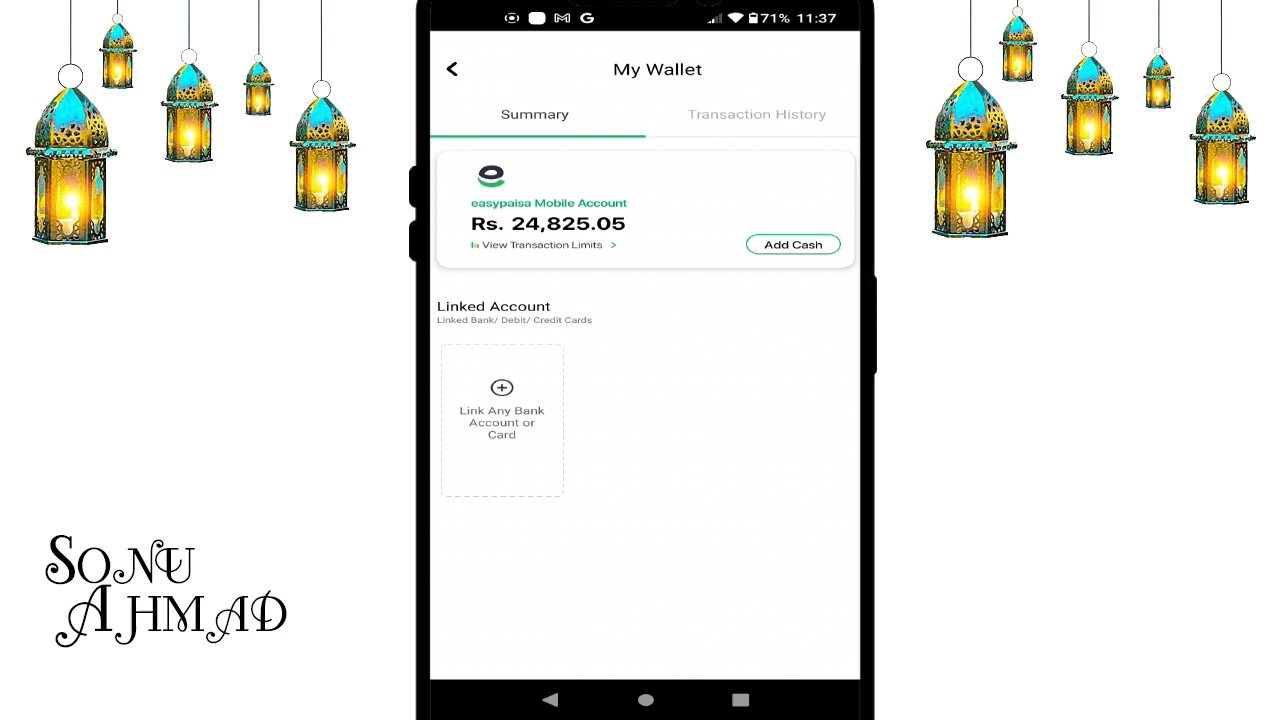 71% 11:37
My Wallet
Summary
Transaction History
easypaisa Mobile Account
Rs. 24,825.05
View Transaction Limits >
Add Cash
Linked Account
Linked Bank/ Debit/ Credit Cards
Link Any Bank
Account or
Card
SONU
AHMAD